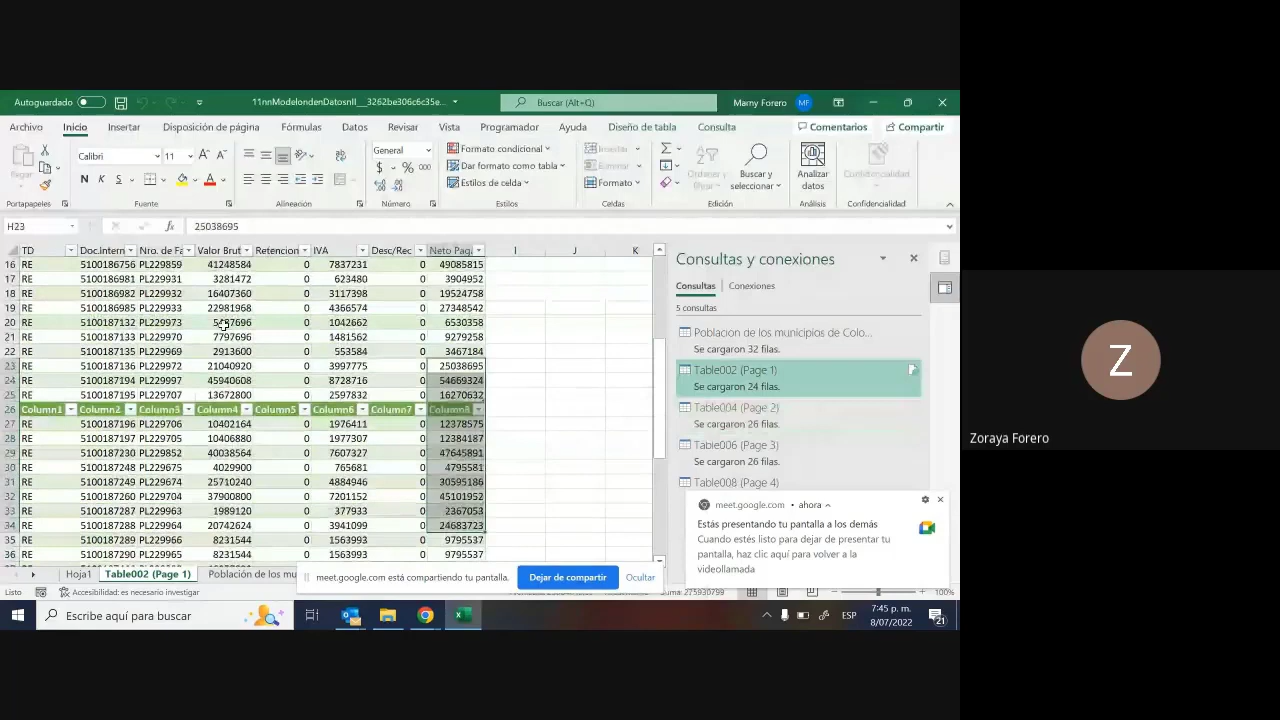 Autoguardado
11nnModelondenDatosnII__3262be306c6c35e...
Buscar (Alt+Q)
Marny Forero MF
Archivo Inicio Insertar Disposición de página Fórmulas Datos Revisar Vista Programador Ayuda Diseño de tabla Consulta Comentarios Compartir
Calibri 11 General Formato condicional Insertar
Dar formato como tabla Eliminar
Pegar N K S Estilos de celda Formato Ordenar y filtrar Buscar y seleccionar Analizar datos Confidencialidad
Portapapeles Fuente Alineación Número Estilos Celdas Edición Análisis Confidencialidad
H23 fx 25038695
TD Doc.Intern Nro. de Fa Valor Brut Retencion IVA Desc/Rec Neto Pag I J K
16 RE 5100186756 PL229859 41248584 0 7837231 0 49085815
17 RE 5100186981 PL229931 3281472 0 623480 0 3904952
18 RE 5100186982 PL229932 16407360 0 3117398 0 19524758
19 RE 5100186985 PL229933 22981968 0 4366574 0 27348542
20 RE 5100187132 PL229973 0 1042662 0 6530358
21 RE 5100187133 PL229970 7797696 0 1481562 0 9279258
22 RE 5100187135 PL229969 2913600 0 553584 0 3467184
23 RE 5100187136 PL229972 21040920 0 3997775 0 25038695
24 RE 5100187194 PL229997 45940608 0 8728716 0 54669324
25 RE 5100187195 PL229707 13672800 0 2597832 0 16270632
26 Column1 Column2 Column3 Column4 Column5 Column6 Column7 Column8
27 RE 5100187196 PL229706 10402164 0 1976411 0 12378575
28 RE 5100187197 PL229705 10406880 0 1977307 0 12384187
29 RE 5100187230 PL229852 40038564 0 7607327 0 47645891
30 RE 5100187248 PL229675 4029900 0 765681 0 4795581
31 RE 5100187249 PL229674 25710240 0 4884946 0 30595186
32 RE 5100187260 PL229704 37900800 0 7201152 0 45101952
33 RE 5100187287 PL229963 1989120 0 377933 0 2367053
34 RE 5100187288 PL229964 20742624 0 3941099 0 24683723
35 RE 5100187289 PL229966 8231544 0 1563993 0 9795537
36 RE 5100187290 PL229965 8231544 0 1563993 0 9795537
Consultas y conexiones
Consultas Conexiones
5 consultas
Poblacion de los municipios de Colo...
Se cargaron 32 filas.
Table002 (Page 1)
Se cargaron 24 filas.
Table004 (Page 2)
Se cargaron 26 filas.
Table006 (Page 3)
Se cargaron 26 filas.
Table008 (Page 4)
meet.google.com • ahora
Estás presentando tu pantalla a los demás
Cuando estés listo para dejar de presentar tu
pantalla, haz clic aquí para volver a la
videollamada
Hoja1 Table002 (Page 1) Población de los mu
meet.google.com está compartiendo tu pantalla. Dejar de compartir Ocultar
Listo Accesibilidad: es necesario investigar 100%
Escribe aquí para buscar
ESP
7:45 p. m.
8/07/2022
21
Z
Zoraya Forero